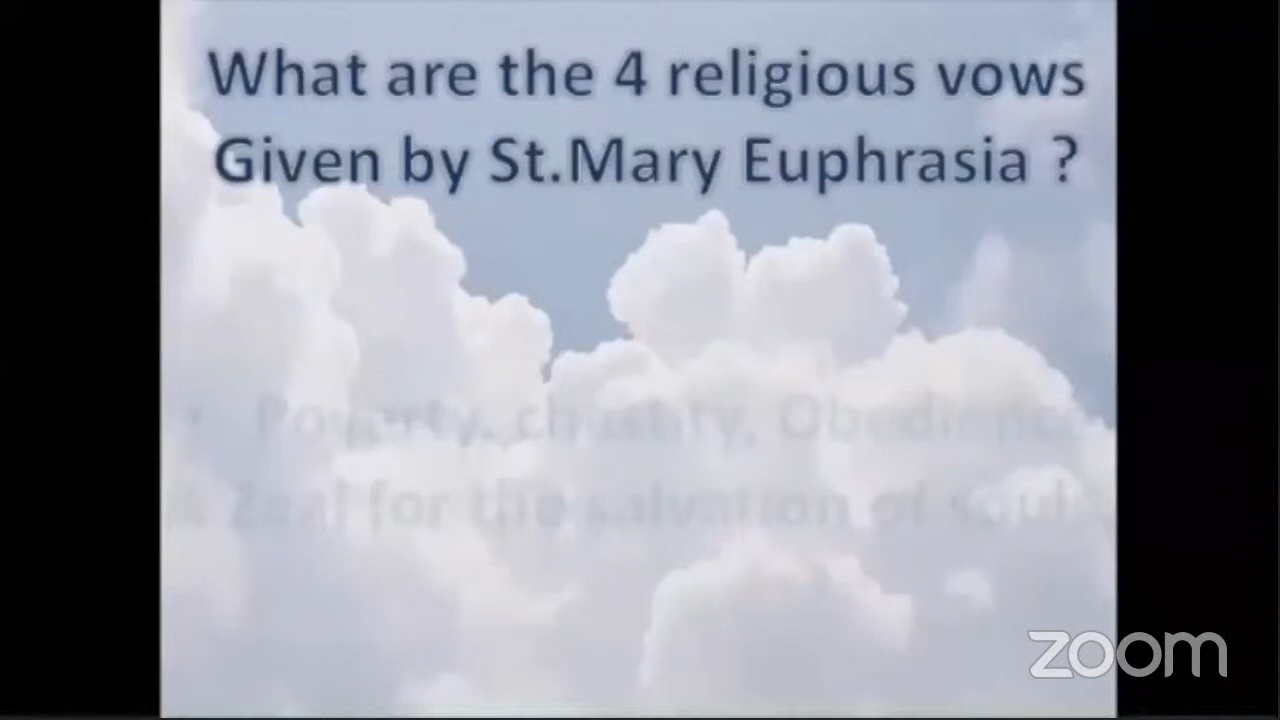 What are the 4 religious vows
Given by St.Mary Euphrasia ?
• Poverty, chastity, Obedience
& Zeal for the salvation of souls
zoom